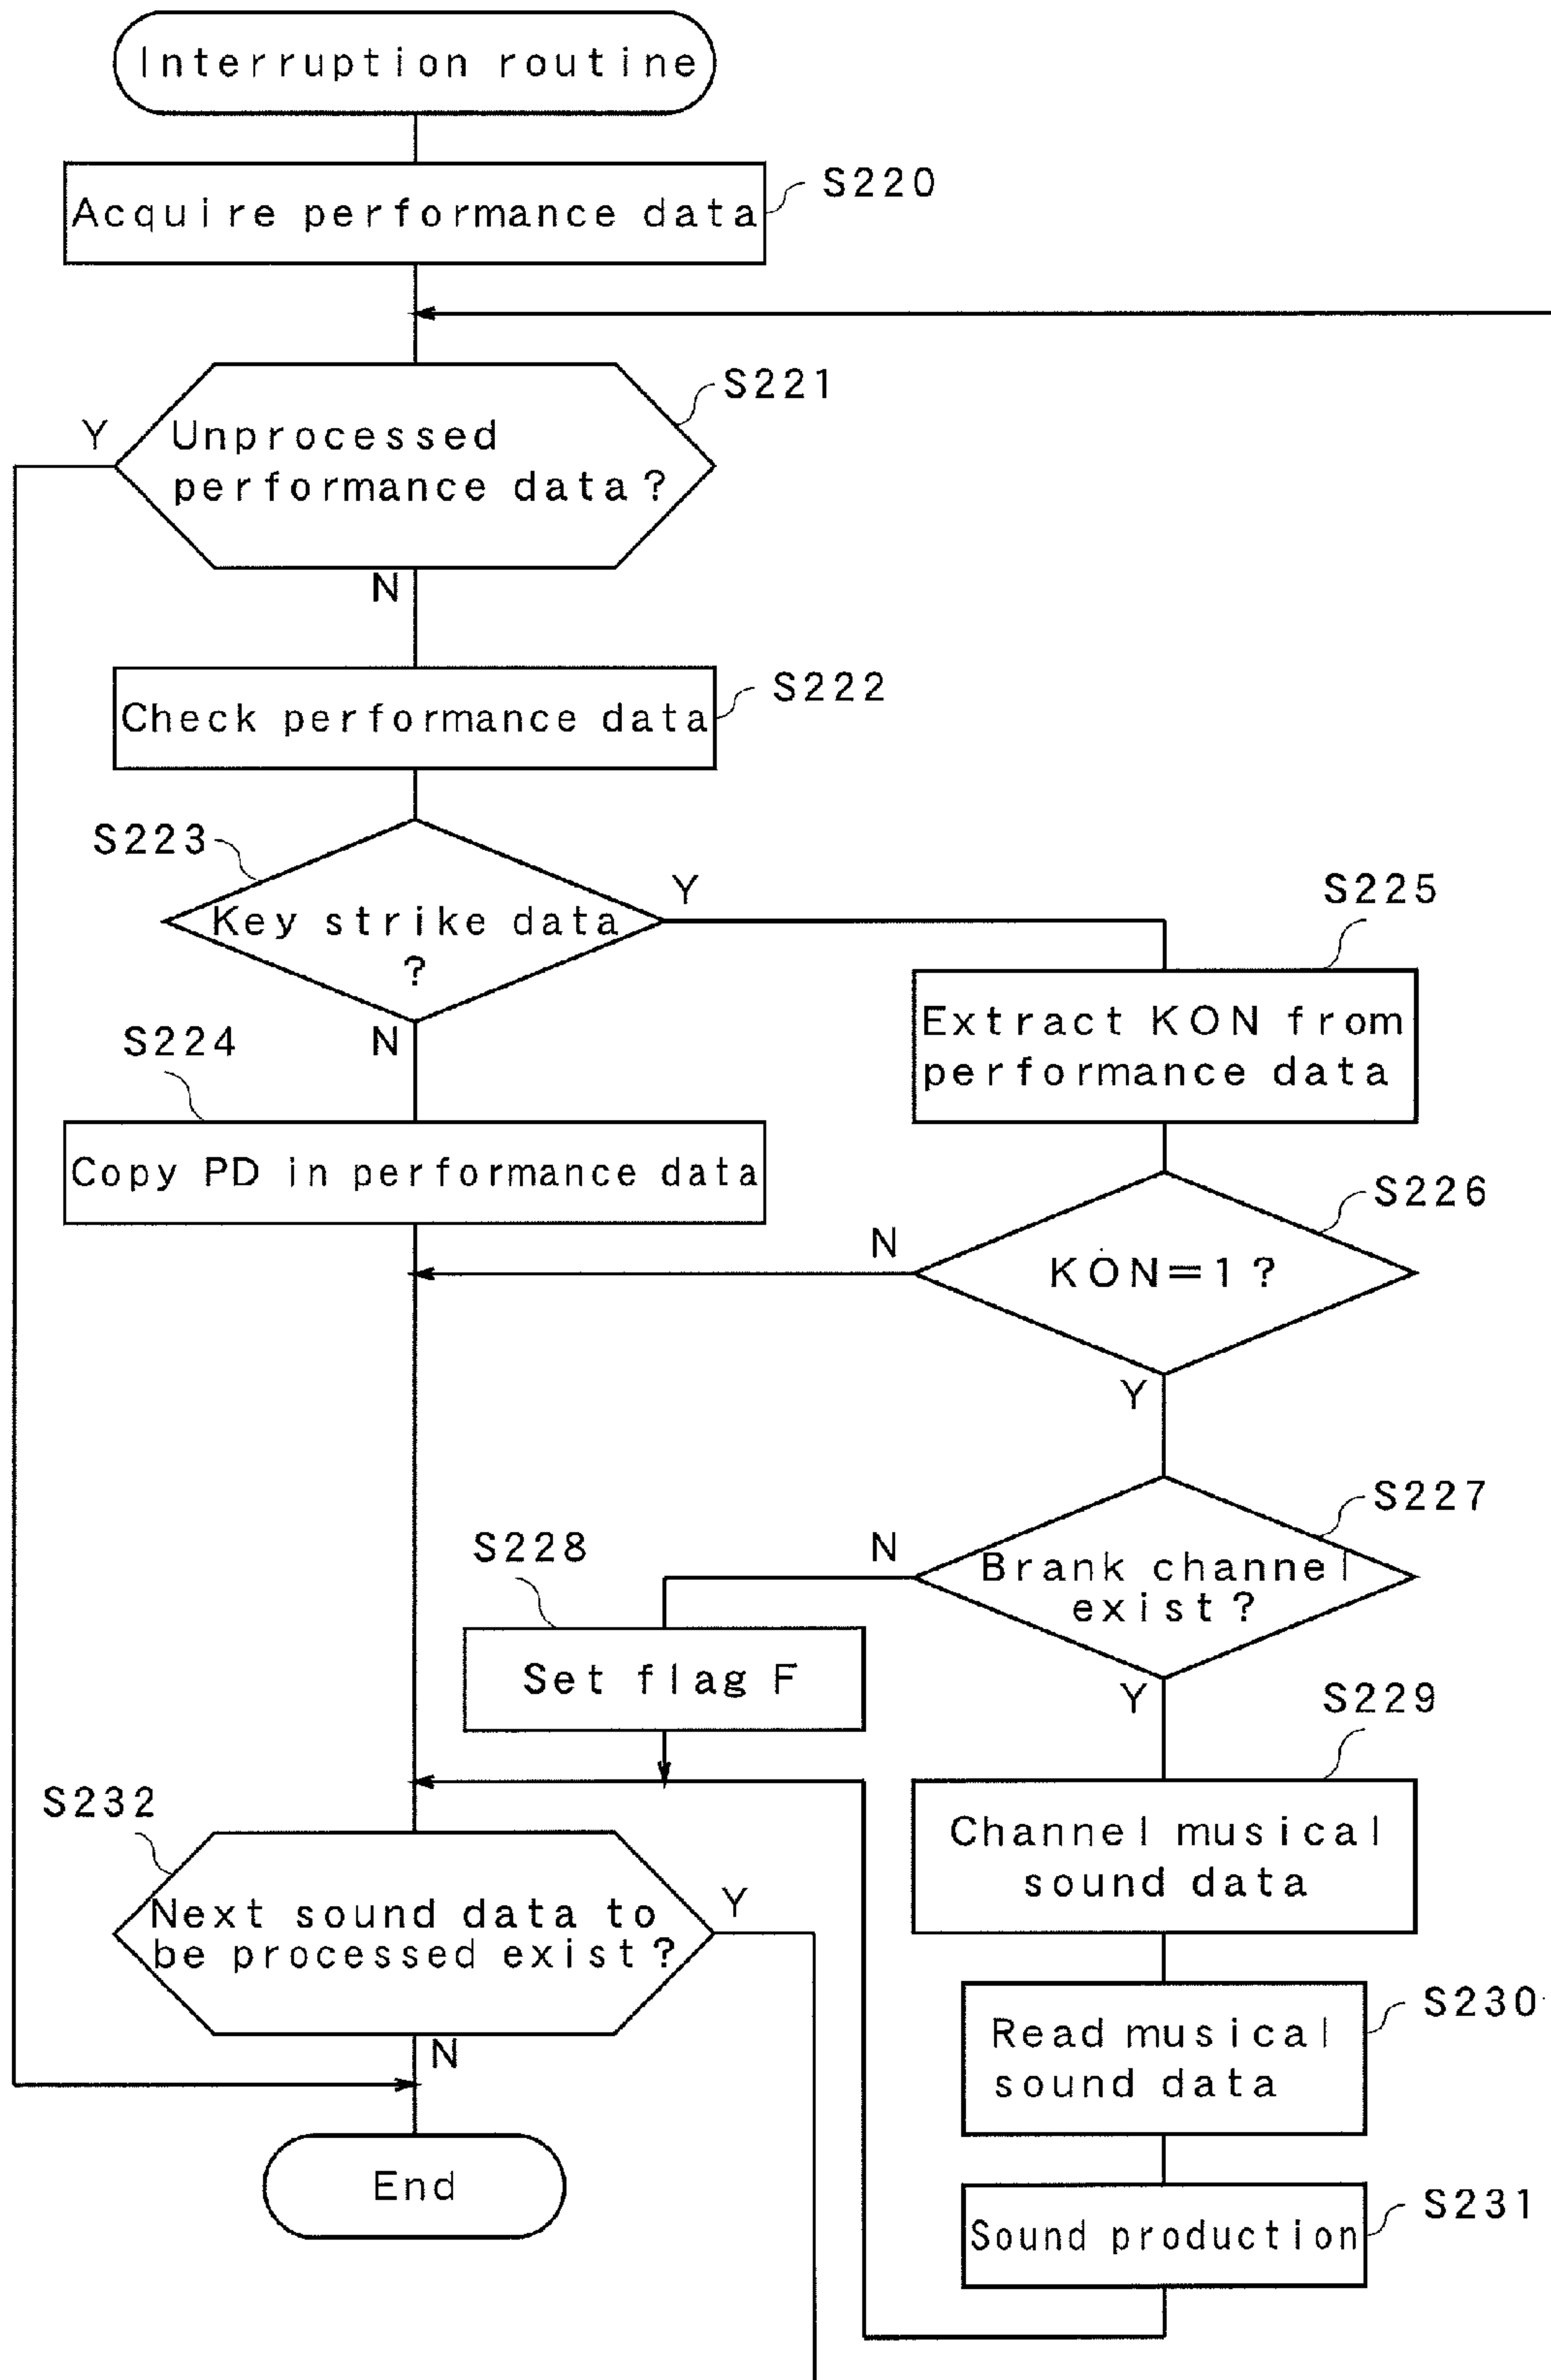 Interruption routine
S220
Acquire performance data
S221
Y
Unprocessed
performance data?
N
S222
Check performance data
S223
Y
Key strike data
?
S225
N
S224
Extract KON from
performance data
Copy PD in performance data
S226
N
KON=1?
Y
S227
S228
N
Brank channel
exist?
Set flag F
Y
S229
S232
Channel musical
sound data
Y
Next sound data to
be processed exist?
S230
N
Read musical
sound data
End
S231
Sound production